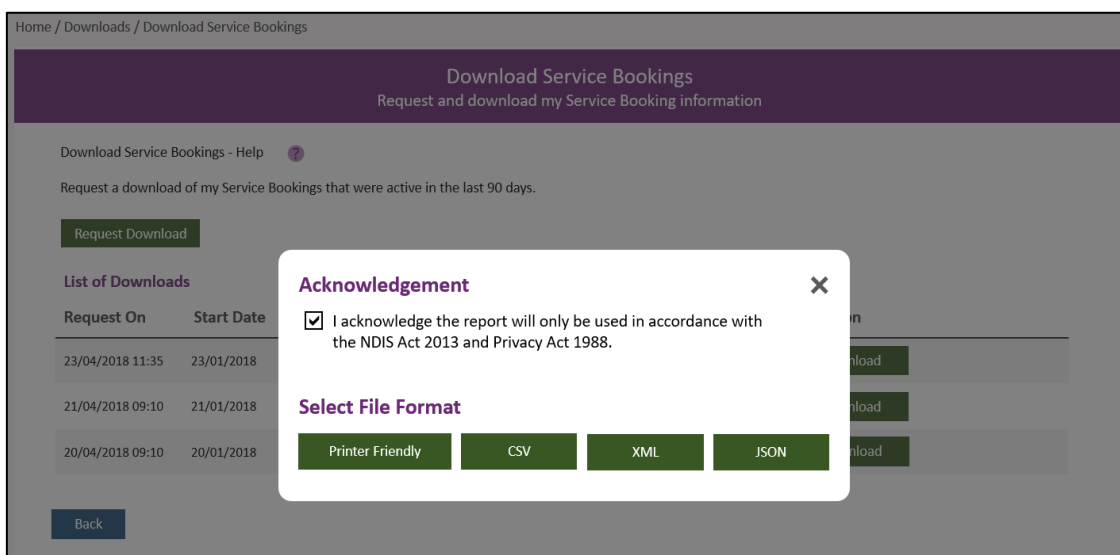 Home / Downloads / Download Service Bookings
Download Service Bookings
Request and download my Service Booking information
Download Service Bookings - Help ?
Request a download of my Service Bookings that were active in the last 90 days.
Request Download
List of Downloads
Acknowledgement
Request On Start Date
I acknowledge the report will only be used in accordance with
the NDIS Act 2013 and Privacy Act 1988.
23/04/2018 11:35 23/01/2018
21/04/2018 09:10 21/01/2018
Select File Format
20/04/2018 09:10 20/01/2018
Printer Friendly CSV XML JSON
Back